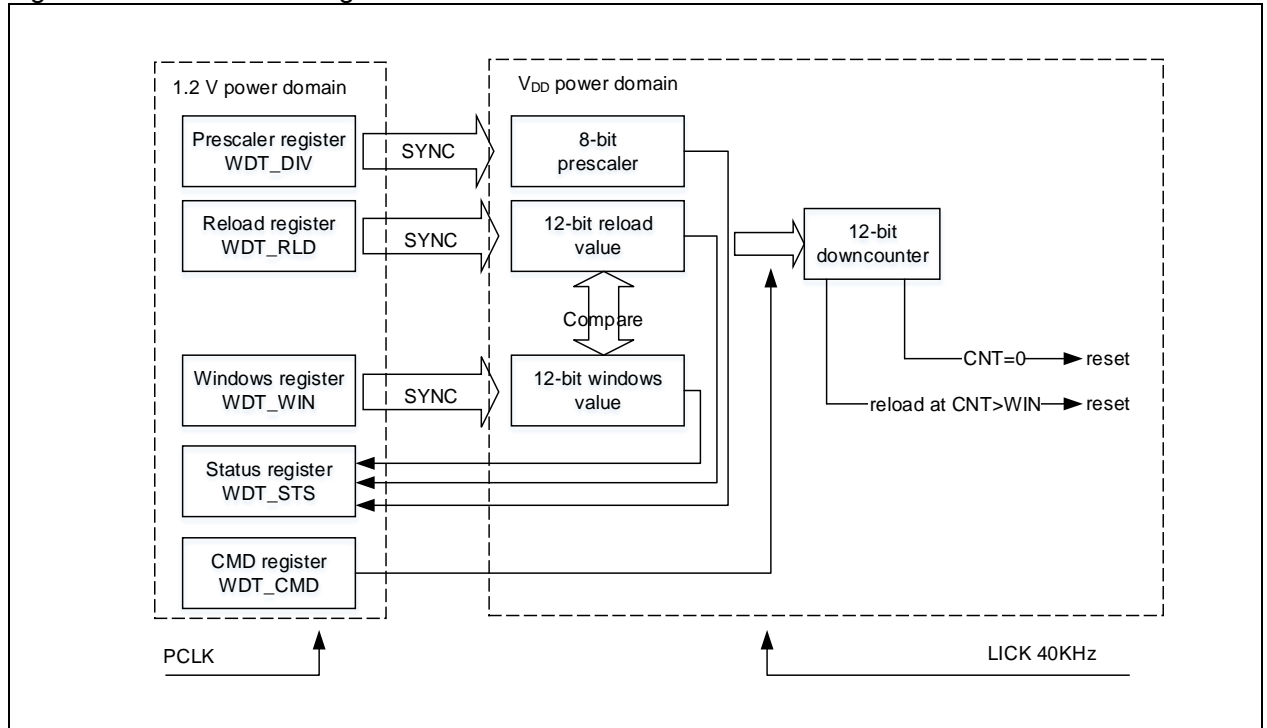 1.2 V power domain
Prescaler register
WDT_DIV
Reload register
WDT_RLD
Windows register
WDT_WIN
Status register
WDT_STS
CMD register
WDT_CMD
SYNC
SYNC
SYNC
VDD power domain
8-bit
prescaler
12-bit reload
value
Compare
12-bit windows
value
12-bit
downcounter
CNT=0
reset
reload at CNT>WIN
reset
PCLK
LICK 40KHz